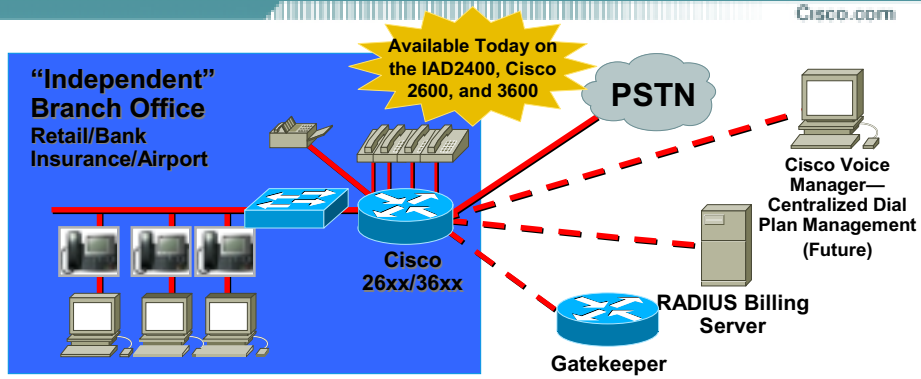 Cisco.com
Available Today on
the IAD2400, Cisco
2600, and 3600
“Independent”
Branch Office
Retail/Bank
Insurance/Airport
PSTN
Cisco Voice
Manager—
Centralized Dial
Plan Management
(Future)
Cisco
26xx/36xx
RADIUS Billing
Server
Gatekeeper